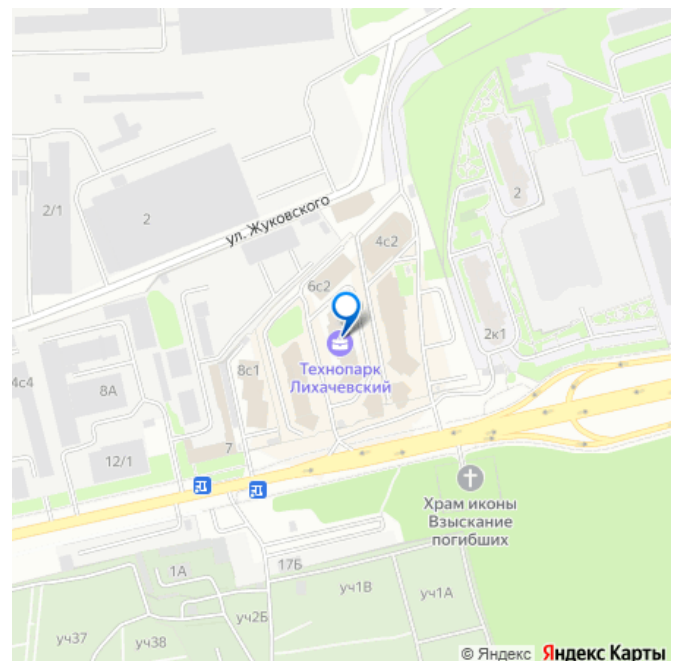 2/1
2
ул. Жуковского
2
4с2
6с2
2к1
Технопарк
Лихачевский
4с4
8А
8с1
7
12/1
Храм иконы
Взыскание
погибших
17Б
1А
уч1В
уч1А
уч2Б
уч37
уч38
© Яндекс Яндекс Карты